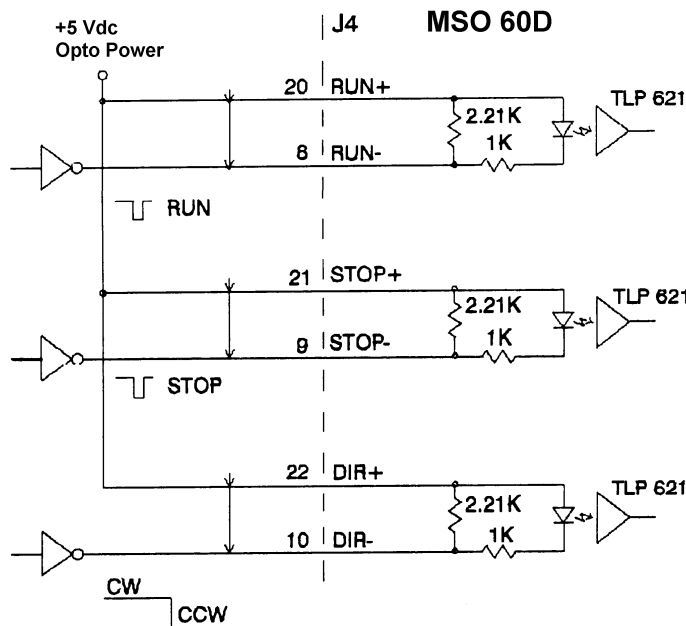 +5 Vdc
Opto Power
J4
MSO 60D
20 RUN+
2.21K
1K
TLP 621
8 RUN-
RUN
21 STOP+
2.21K
1K
TLP 621
9 STOP-
STOP
22 DIR+
2.21K
1K
TLP 621
10 DIR-
CW
CCW